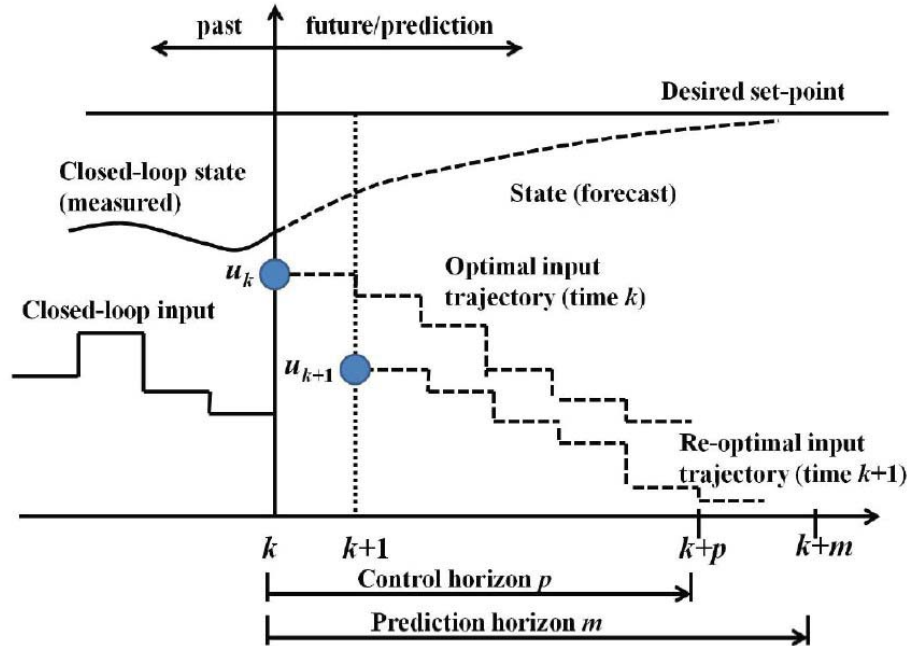 past
future/prediction
Desired set-point
Closed-loop state
(measured)
State (forecast)
u_k
Optimal input
trajectory (time k)
Closed-loop input
u_{k+1}
Re-optimal input
trajectory (time k+1)
k
k+1
k+p
k+m
Control horizon p
Prediction horizon m